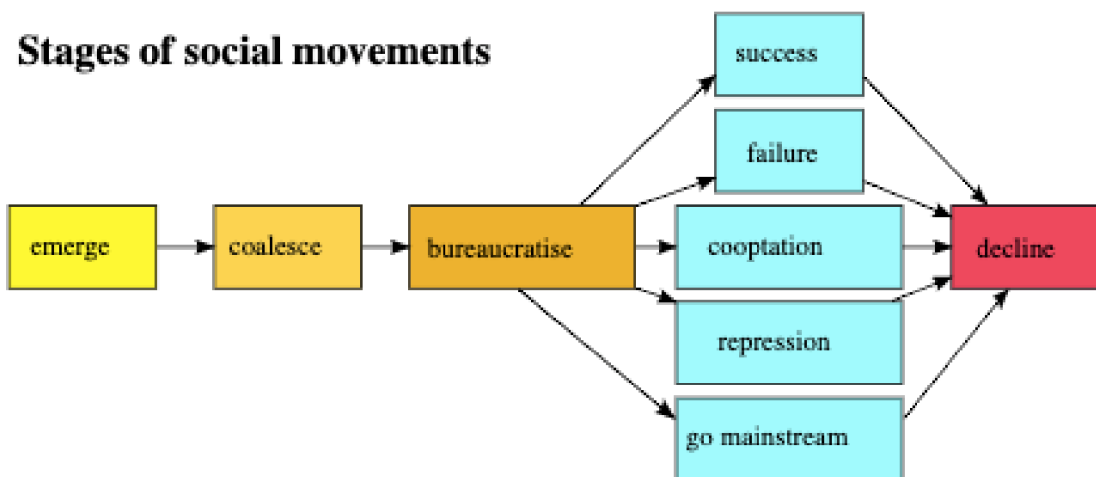 Stages of social movements
emerge
coalesce
bureaucratise
success
failure
cooptation
repression
go mainstream
decline